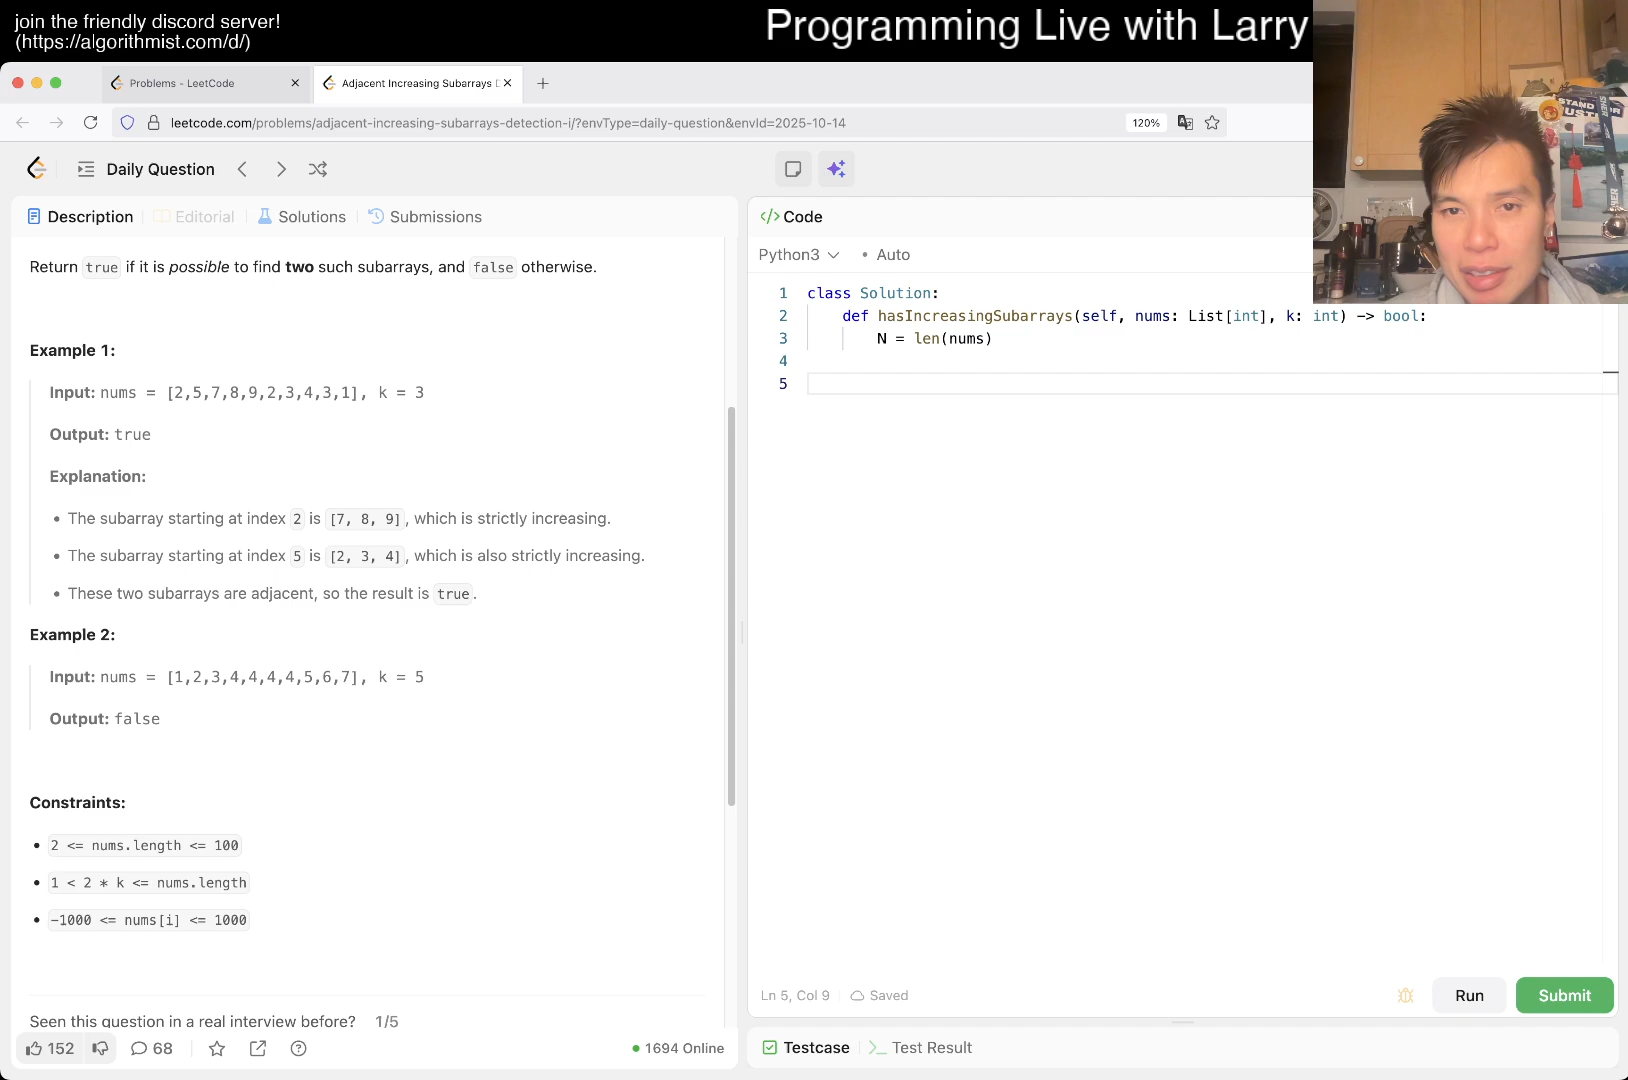 join the friendly discord server!
(https://algorithmist.com/d/)
Programming Live with Larry
Problems - LeetCode
Adjacent Increasing Subarrays
leetcode.com/problems/adjacent-increasing-subarrays-detection-i/?envType=daily-question&envId=2025-10-14
120%
Daily Question
Description
Editorial
Solutions
Submissions
Return true if it is possible to find two such subarrays, and false otherwise.
Example 1:
Input: nums = [2,5,7,8,9,2,3,4,3,1], k = 3
Output: true
Explanation:
• The subarray starting at index 2 is [7, 8, 9], which is strictly increasing.
• The subarray starting at index 5 is [2, 3, 4], which is also strictly increasing.
• These two subarrays are adjacent, so the result is true.
Example 2:
Input: nums = [1,2,3,4,4,4,4,5,6,7], k = 5
Output: false
Constraints:
• 2 <= nums.length <= 100
• 1 < 2 * k <= nums.length
• -1000 <= nums[i] <= 1000
Seen this question in a real interview before? 1/5
152
68
1694 Online
</> Code
Python3
• Auto
1 class Solution:
2 def hasIncreasingSubarrays(self, nums: List[int], k: int) -> bool:
3 N = len(nums)
4
5
Ln 5, Col 9
Saved
Run
Submit
Testcase
Test Result